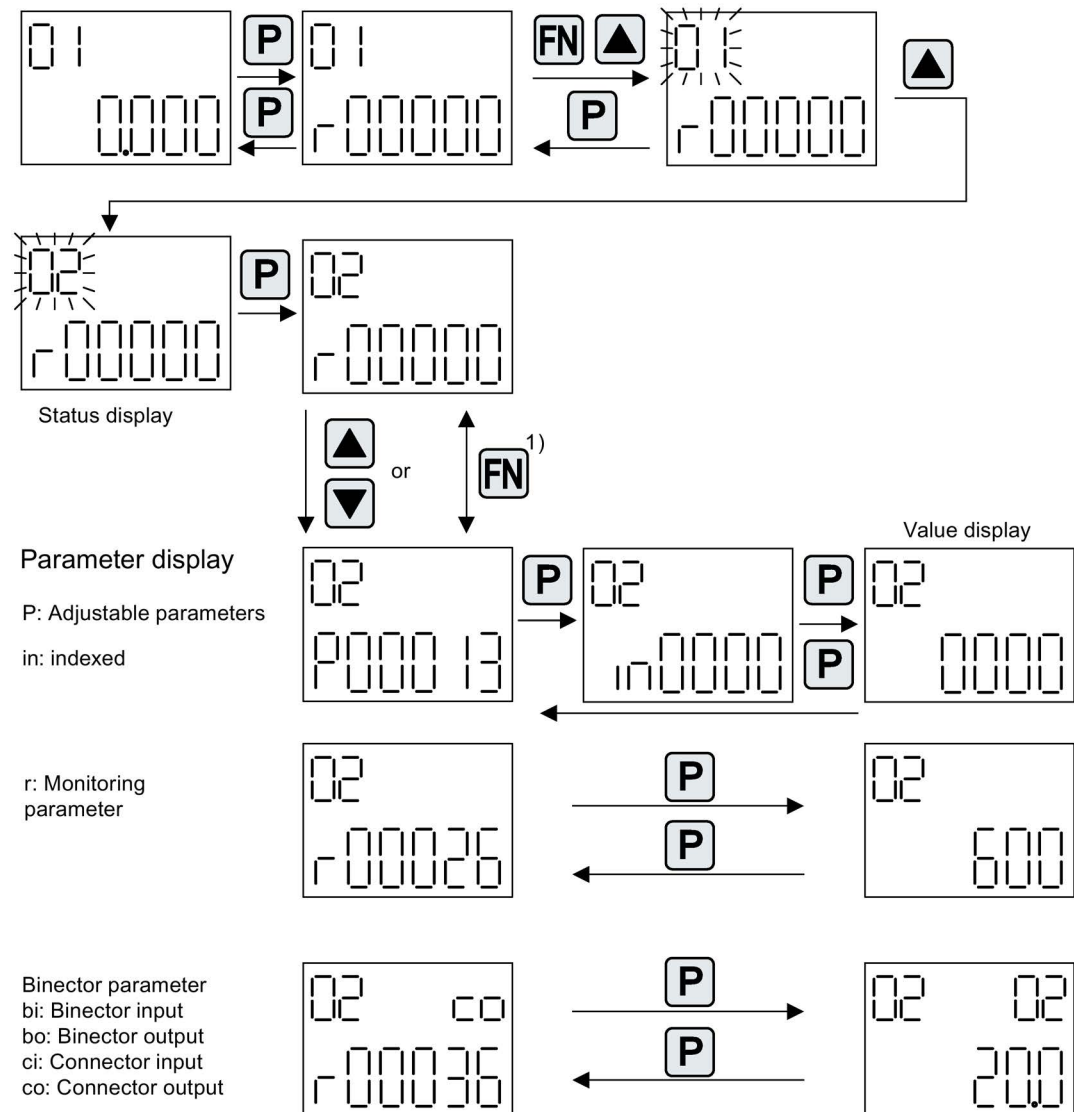 01
0.000
P
P
01
r00000
FN
P
01
r00000
02
r00000
P
02
r00000
Status display
or
FN 1)
Parameter display
P: Adjustable parameters
in: indexed
02
P00013
P
02
in0000
P
P
Value display
02
0000
r: Monitoring
parameter
02
r00026
P
P
02
600
Binector parameter
bi: Binector input
bo: Binector output
ci: Connector input
co: Connector output
02 co
r00036
P
P
02 02
20.0